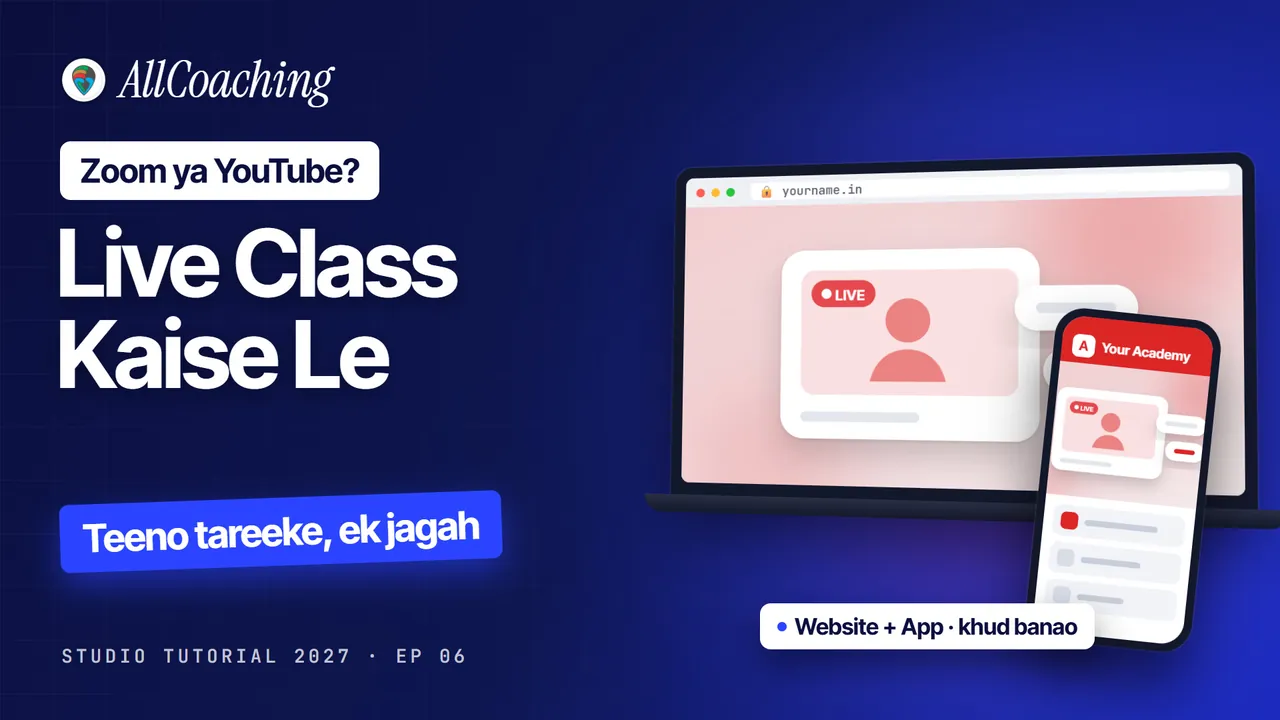 AllCoaching
Zoom ya YouTube?
Live Class
Kaise Le
Teeno tareeke, ek jagah
STUDIO TUTORIAL 2027 · EP 06
yourname.in
LIVE
A Your Academy
LIVE
Website + App · khud banao